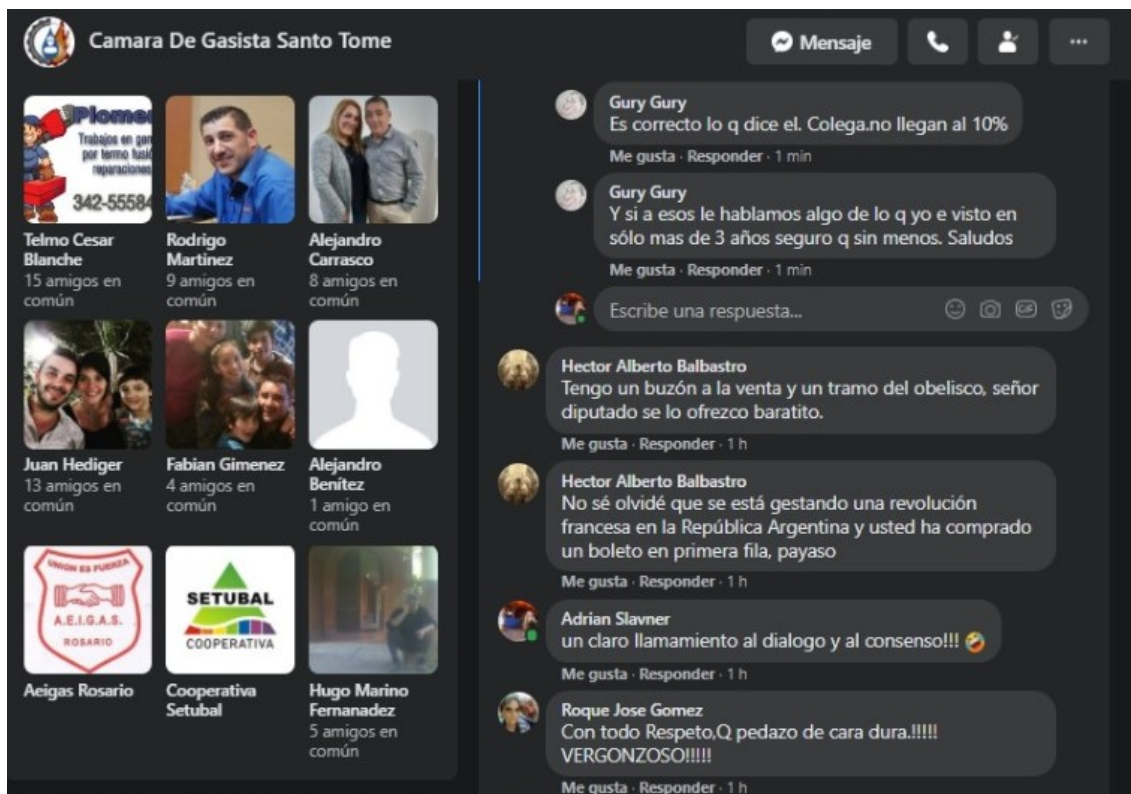 Camara De Gasista Santo Tome
Mensaje
Plomer
Trabajos en gen
por termo fusió
reparaciones
342-55584
Telmo Cesar
Blanche
15 amigos en
común
Rodrigo
Martinez
9 amigos en
común
Alejandro
Carrasco
8 amigos en
común
Juan Hediger
13 amigos en
común
Fabian Gimenez
4 amigos en
común
Alejandro
Benítez
1 amigo en
común
UNION ES FUERZA
A.E.I.G.A.S.
ROSARIO
Aeigas Rosario
SETUBAL
COOPERATIVA
Cooperativa
Setubal
Hugo Marino
Fernanadez
5 amigos en
común
Gury Gury
Es correcto lo q dice el. Colega.no llegan al 10%
Me gusta · Responder · 1 min
Gury Gury
Y si a esos le hablamos algo de lo q yo e visto en
sólo mas de 3 años seguro q sin menos. Saludos
Me gusta · Responder · 1 min
Escribe una respuesta...
GIF
Hector Alberto Balbastro
Tengo un buzón a la venta y un tramo del obelisco, señor
diputado se lo ofrezco baratito.
Me gusta · Responder · 1 h
Hector Alberto Balbastro
No sé olvidé que se está gestando una revolución
francesa en la República Argentina y usted ha comprado
un boleto en primera fila, payaso
Me gusta · Responder · 1 h
Adrian Slavner
un claro llamamiento al dialogo y al consenso!!! 🤣
Me gusta · Responder · 1 h
Roque Jose Gomez
Con todo Respeto,Q pedazo de cara dura.!!!!!
VERGONZOSO!!!!!
Me gusta · Responder · 1 h